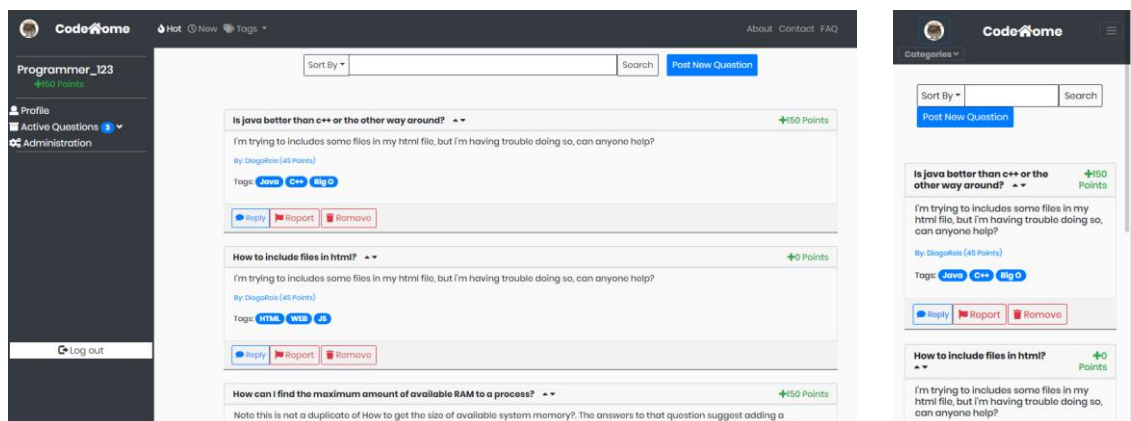 CodeHome
Hot New Tags
About Contact FAQ
Programmer_123
+150 Points
Profile
Active Questions 3
Administration
Log out
Sort By
Search
Post New Question
Is java better than c++ or the other way around?
+150 Points
I'm trying to includes some files in my html file, but i'm having trouble doing so, can anyone help?
By: DiogoReis (45 Points)
Tags: Java C++ Big O
Reply Report Remove
How to include files in html?
+0 Points
I'm trying to includes some files in my html file, but i'm having trouble doing so, can anyone help?
By: DiogoReis (45 Points)
Tags: HTML WEB JS
Reply Report Remove
How can I find the maximum amount of available RAM to a process?
+150 Points
Note this is not a duplicate of How to get the size of available system memory?. The answers to that question suggest adding a
CodeHome
Categories
Sort By
Search
Post New Question
Is java better than c++ or the
other way around?
+150
Points
I'm trying to includes some files in my
html file, but i'm having trouble doing so,
can anyone help?
By: DiogoReis (45 Points)
Tags: Java C++ Big O
Reply Report Remove
How to include files in html?
+0
Points
I'm trying to includes some files in my
html file, but i'm having trouble doing so,
can anyone help?